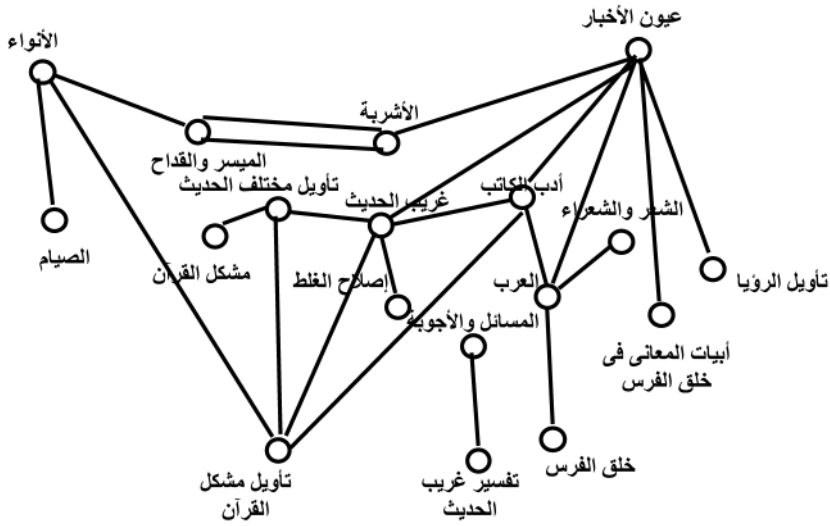 عيون الأخبار
الأنواء
الأشربة
الميسر والقداح
تأويل مختلف الحديث
أدب الكاتب
غريب الحديث
الشعر والشعراء
الصيام
مشكل القرآن
إصلاح الغلط
العرب
تأويل الرؤيا
المسائل والأجوبة
أبيات المعانى فى
خلق الفرس
خلق الفرس
تأويل مشكل
القرآن
تفسير غريب
الحديث